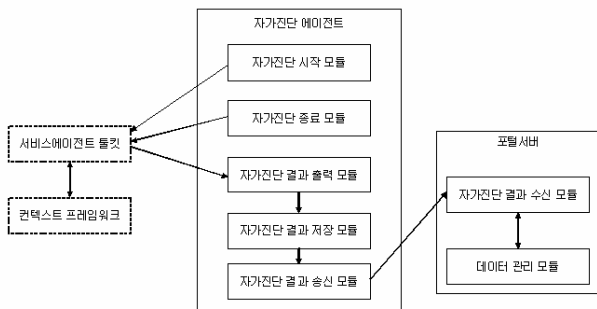 자가진단 에이전트
자가진단 시작 모듈
자가진단 종료 모듈
서비스에이전트 툴킷
컨텍스트 프레임워크
자가진단 결과 출력 모듈
자가진단 결과 저장 모듈
자가진단 결과 송신 모듈
포털서버
자가진단 결과 수신 모듈
데이터 관리 모듈